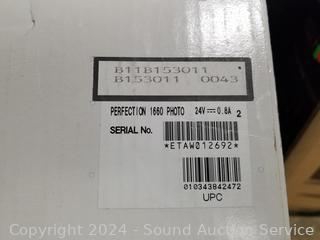 B11B153011
B153011 0043
PERFECTION 1660 PHOTO 24V⎓0.8A 2
SERIAL No.
*ETAW012692*
010343842472
UPC
Copyright 2024 - Sound Auction Service